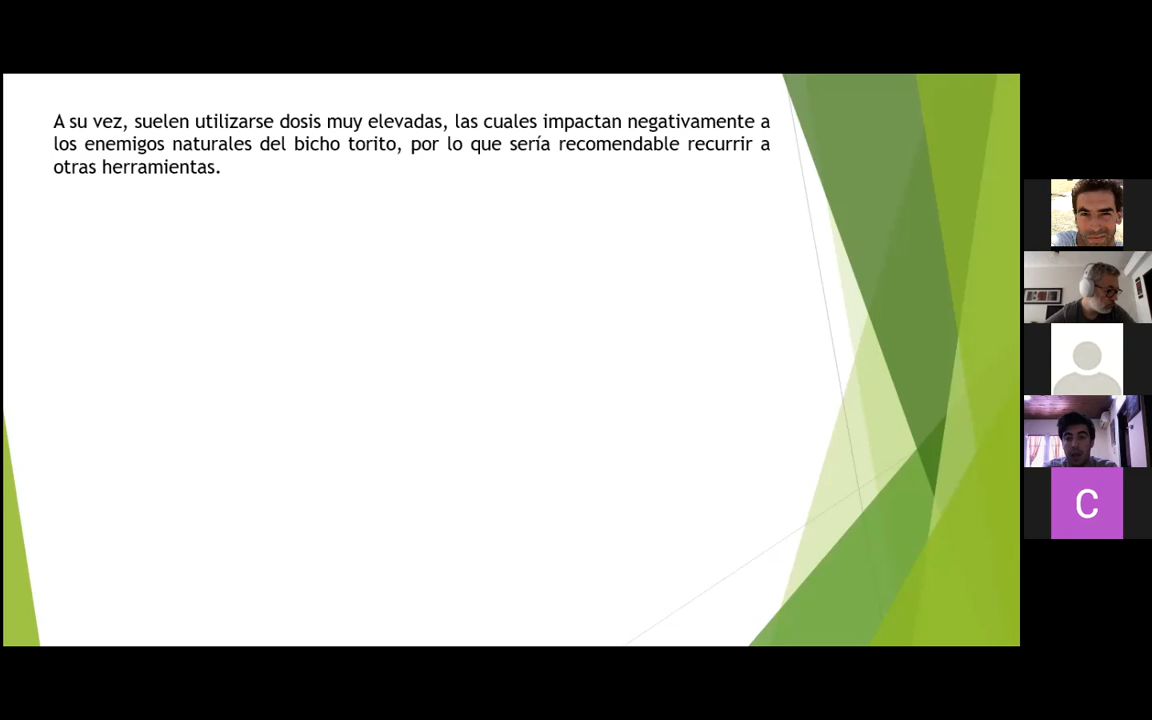 A su vez, suelen utilizarse dosis muy elevadas, las cuales impactan negativamente a
los enemigos naturales del bicho torito, por lo que sería recomendable recurrir a
otras herramientas.
C